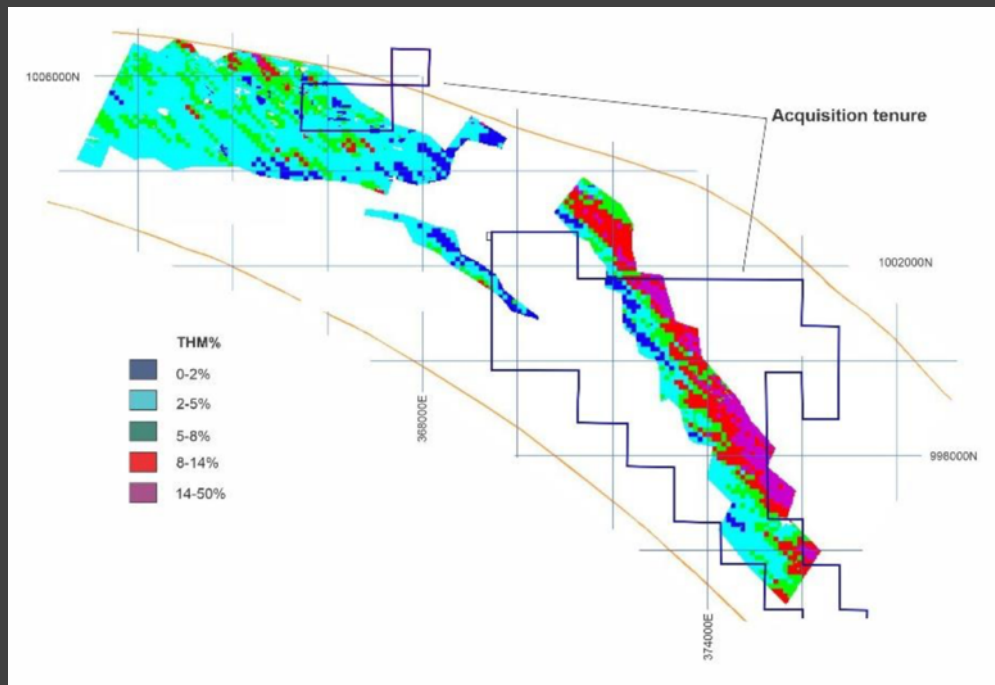 1006000N
Acquisition tenure
1002000N
THM%
0-2%
2-5%
5-8%
8-14%
14-50%
368000E
998000N
374000E